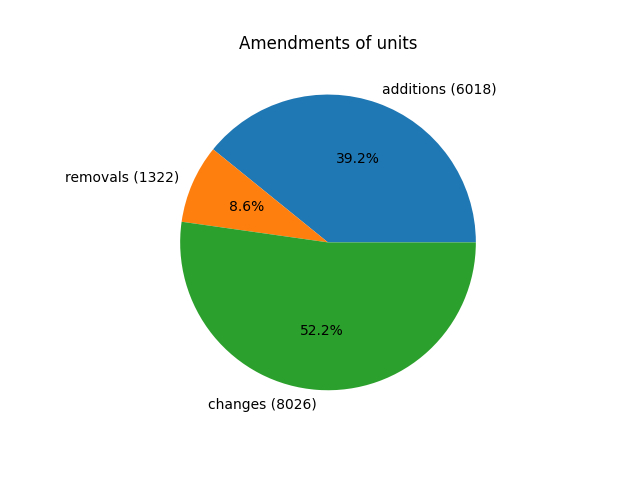 Amendments of units
additions (6018)
39.2%
removals (1322)
8.6%
52.2%
changes (8026)